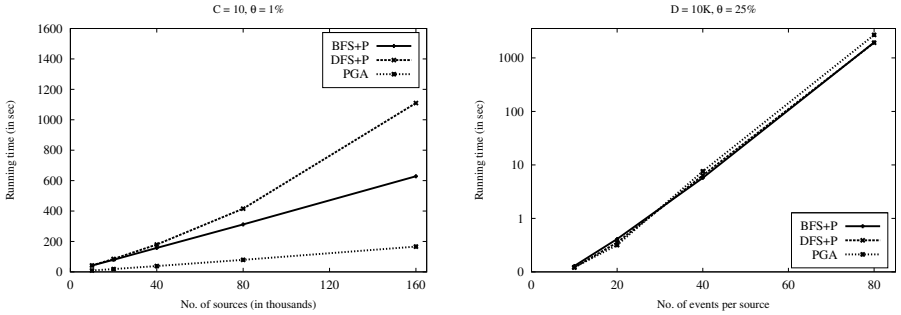 C = 10, θ = 1%
1600
1400
1200
1000
800
600
400
200
0
0
40
80
120
160
Running time (in sec)
No. of sources (in thousands)
BFS+P
DFS+P
PGA
D = 10K, θ = 25%
1000
100
10
1
0
0
20
40
60
80
Running time (in sec)
No. of events per source
BFS+P
DFS+P
PGA